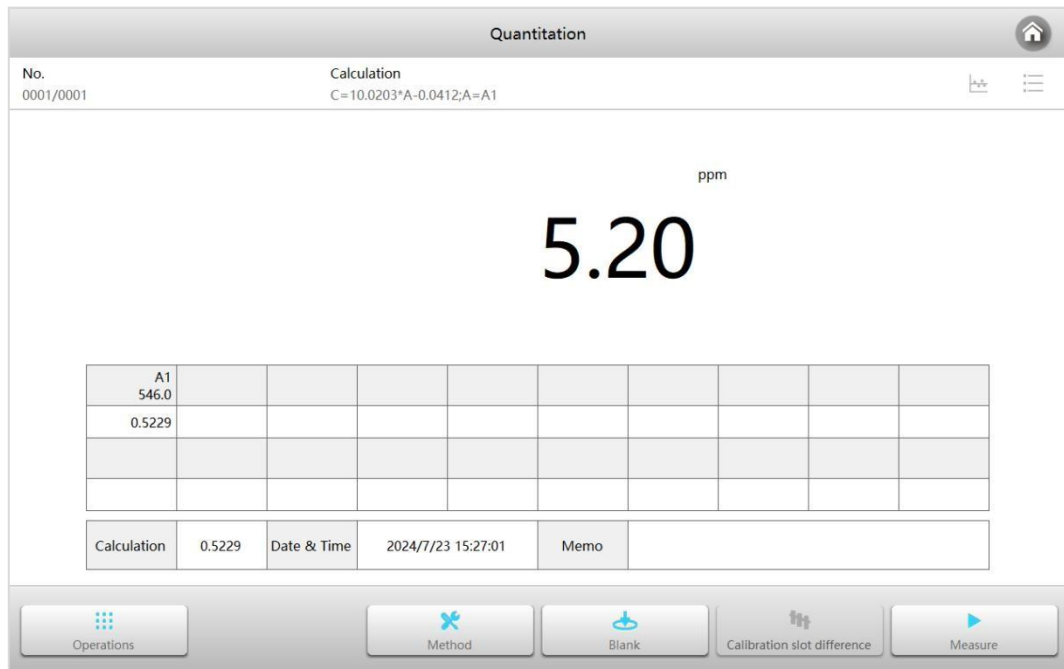 Quantitation
No.
0001/0001
Calculation
C=10.0203*A-0.0412;A=A1
ppm
5.20
A1
546.0
0.5229
Calculation 0.5229 Date & Time 2024/7/23 15:27:01 Memo
Operations Method Blank Calibration slot difference Measure